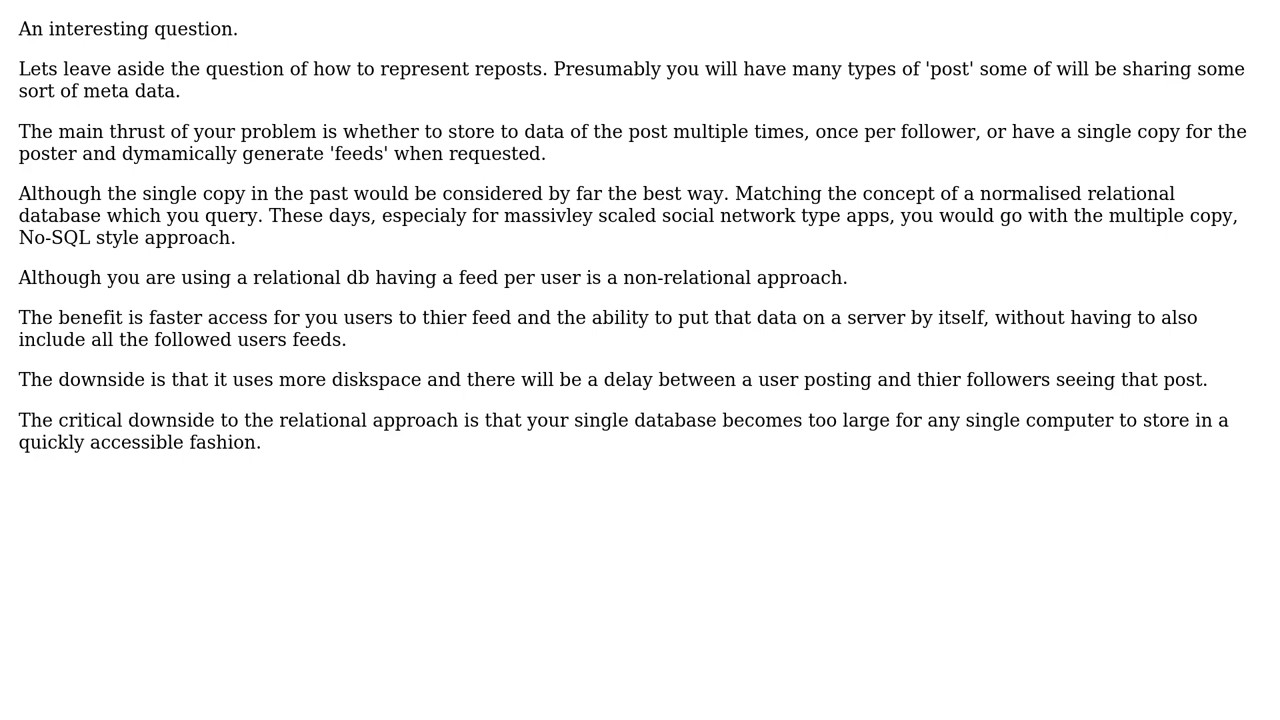 An interesting question.
Lets leave aside the question of how to represent reposts. Presumably you will have many types of 'post' some of will be sharing some
sort of meta data.
The main thrust of your problem is whether to store to data of the post multiple times, once per follower, or have a single copy for the
poster and dymamically generate 'feeds' when requested.
Although the single copy in the past would be considered by far the best way. Matching the concept of a normalised relational
database which you query. These days, especialy for massivley scaled social network type apps, you would go with the multiple copy,
No-SQL style approach.
Although you are using a relational db having a feed per user is a non-relational approach.
The benefit is faster access for you users to thier feed and the ability to put that data on a server by itself, without having to also
include all the followed users feeds.
The downside is that it uses more diskspace and there will be a delay between a user posting and thier followers seeing that post.
The critical downside to the relational approach is that your single database becomes too large for any single computer to store in a
quickly accessible fashion.